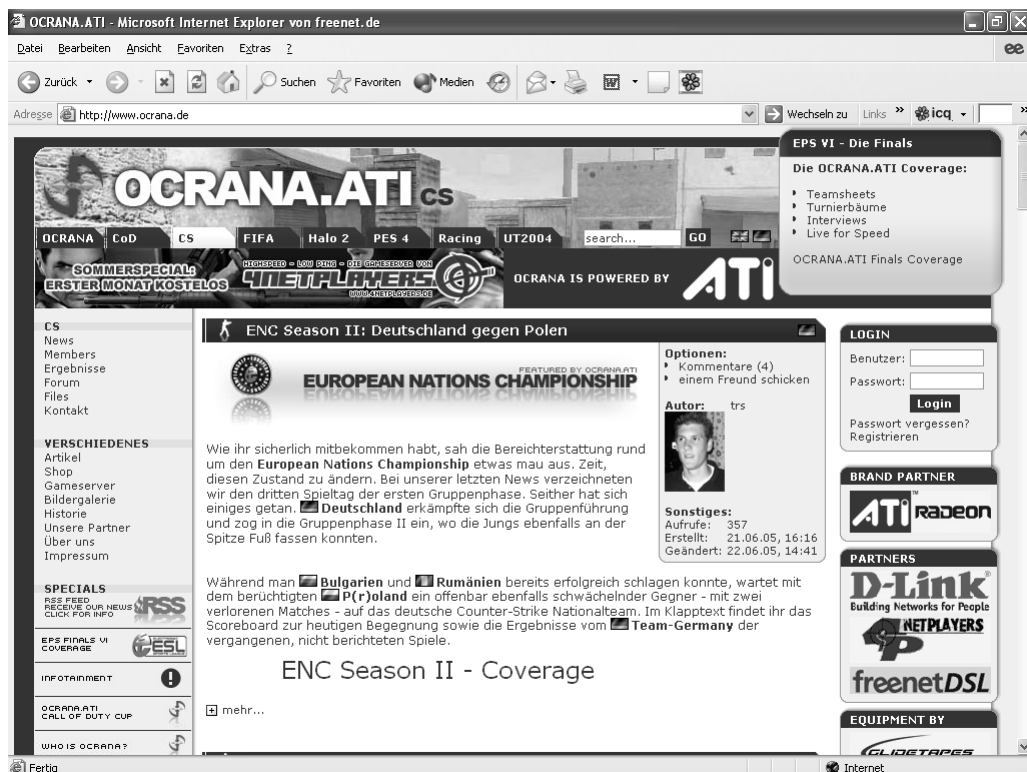 OCRANA.ATI - Microsoft Internet Explorer von freenet.de
Datei Bearbeiten Ansicht Favoriten Extras ?
Zurück Suchen Favoriten Medien
Adresse http://www.ocrana.de Wechseln zu Links » icq »
EPS VI - Die Finals
Die OCRANA.ATI Coverage:
Teamsheets
Turnierbäume
Interviews
Live for Speed
OCRANA.ATI Finals Coverage
OCRANA.ATI CS
OCRANA CoD CS FIFA Halo 2 PES 4 Racing UT2004 search... GO
SOMMERSPECIAL:
ERSTER MONAT KOSTELOS
HIGHSPEED - LOW PING - DIE GAMESERVER VON
4NETPLAYERS
WWW.4NETPLAYERS.DE
OCRANA IS POWERED BY ATI
CS
News
Members
Ergebnisse
Forum
Files
Kontakt
VERSCHIEDENES
Artikel
Shop
Gameserver
Bildergalerie
Historie
Unsere Partner
Über uns
Impressum
SPECIALS
RSS FEED
RECEIVE OUR NEWS
CLICK FOR INFO
RSS
EPS FINALS VI
COVERAGE
ESL
INFOTAINMENT
OCRANA.ATI
CALL OF DUTY CUP
WHO IS OCRANA?
ENC Season II: Deutschland gegen Polen
FEATURED BY OCRANA.ATI
EUROPEAN NATIONS CHAMPIONSHIP
Wie ihr sicherlich mitbekommen habt, sah die Bereichterstattung rund
um den European Nations Championship etwas mau aus. Zeit,
diesen Zustand zu ändern. Bei unserer letzten News verzeichneten
wir den dritten Spieltag der ersten Gruppenphase. Seither hat sich
einiges getan. Deutschland erkämpfte sich die Gruppenführung
und zog in die Gruppenphase II ein, wo die Jungs ebenfalls an der
Spitze Fuß fassen konnten.
Optionen:
Kommentare (4)
einem Freund schicken
Autor: trs
Sonstiges:
Aufrufe: 357
Erstellt: 21.06.05, 16:16
Geändert: 22.06.05, 14:41
Während man Bulgarien und Rumänien bereits erfolgreich schlagen konnte, wartet mit
dem berüchtigten P(r)oland ein offenbar ebenfalls schwächelnder Gegner - mit zwei
verlorenen Matches - auf das deutsche Counter-Strike Nationalteam. Im Klapptext findet ihr das
Scoreboard zur heutigen Begegnung sowie die Ergebnisse vom Team-Germany der
vergangenen, nicht berichteten Spiele.
ENC Season II - Coverage
mehr...
LOGIN
Benutzer:
Passwort:
Login
Passwort vergessen?
Registrieren
BRAND PARTNER
ATI™ RADEON
PARTNERS
D-Link
Building Networks for People
4P NETPLAYERS
freenetDSL
EQUIPMENT BY
GLIDETAPES
Fertig Internet